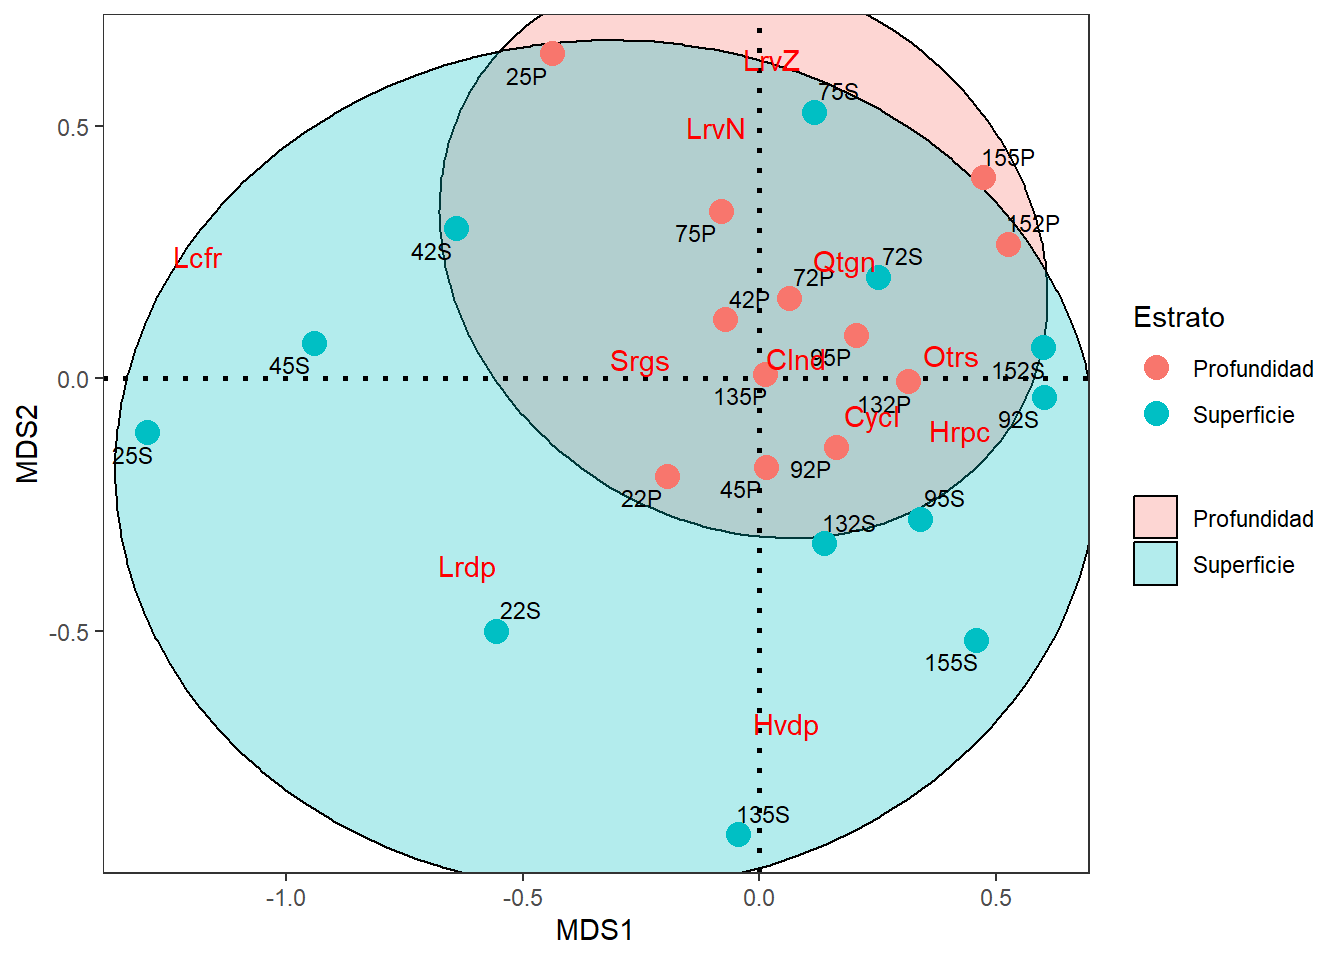 LrvZ
25P
75S
LrvN
155P
152P
75P
42S
Lcfr
Qtgn
72S
72P
42P
95P
45S
Srgs
Clnd
Otrs
152S
135P
132P
Cycl
92S
Hrpc
25S
92P
45P
22P
95S
132S
Lrdp
22S
155S
Hvdp
135S
0.5
0.0
-0.5
MDS2
-1.0
-0.5
0.0
0.5
MDS1
Estrato
Profundidad
Superficie
Profundidad
Superficie